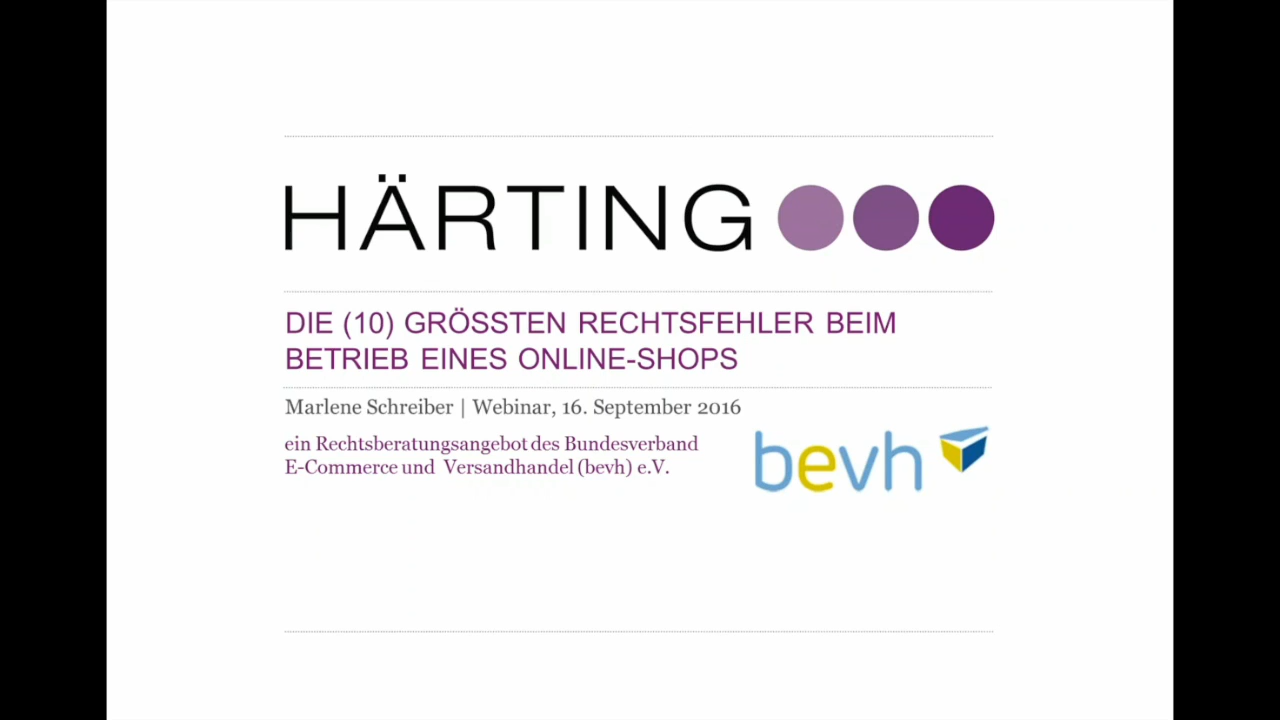 HÄRTING
DIE (10) GRÖSSTEN RECHTSFEHLER BEIM
BETRIEB EINES ONLINE-SHOPS
Marlene Schreiber | Webinar, 16. September 2016
ein Rechtsberatungsangebot des Bundesverband
E-Commerce und Versandhandel (bevh) e.V.
bevh